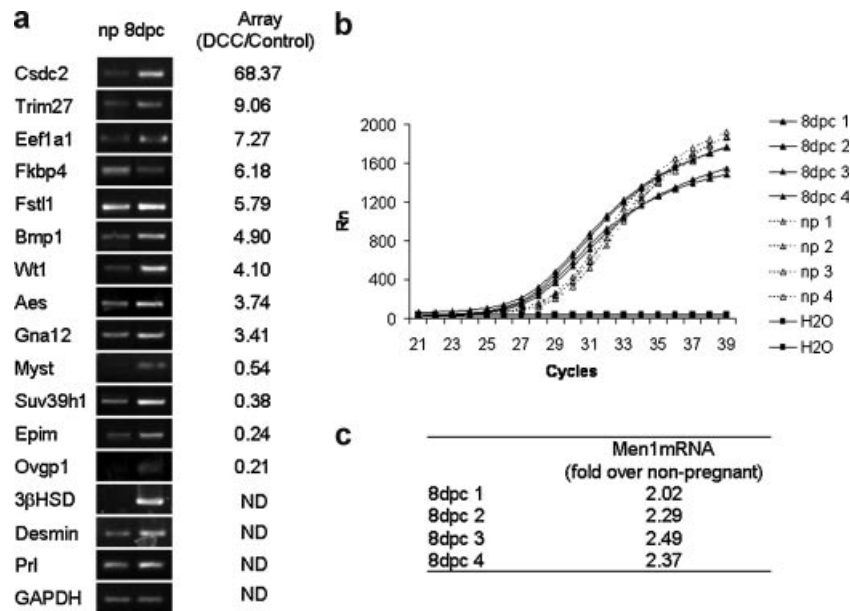 a
np 8dpc
Array
(DCC/Control)
Csdc2 68.37
Trim27 9.06
Eef1a1 7.27
Fkbp4 6.18
Fstl1 5.79
Bmp1 4.90
Wt1 4.10
Aes 3.74
Gna12 3.41
Myst 0.54
Suv39h1 0.38
Epim 0.24
Ovgp1 0.21
3βHSD ND
Desmin ND
Prl ND
GAPDH ND
b
Rn
2000
1600
1200
800
400
0
21 23 25 27 29 31 33 35 37 39
Cycles
8dpc 1
8dpc 2
8dpc 3
8dpc 4
np 1
np 2
np 3
np 4
H2O
H2O
c
Men1mRNA
(fold over non-pregnant)
8dpc 1 2.02
8dpc 2 2.29
8dpc 3 2.49
8dpc 4 2.37